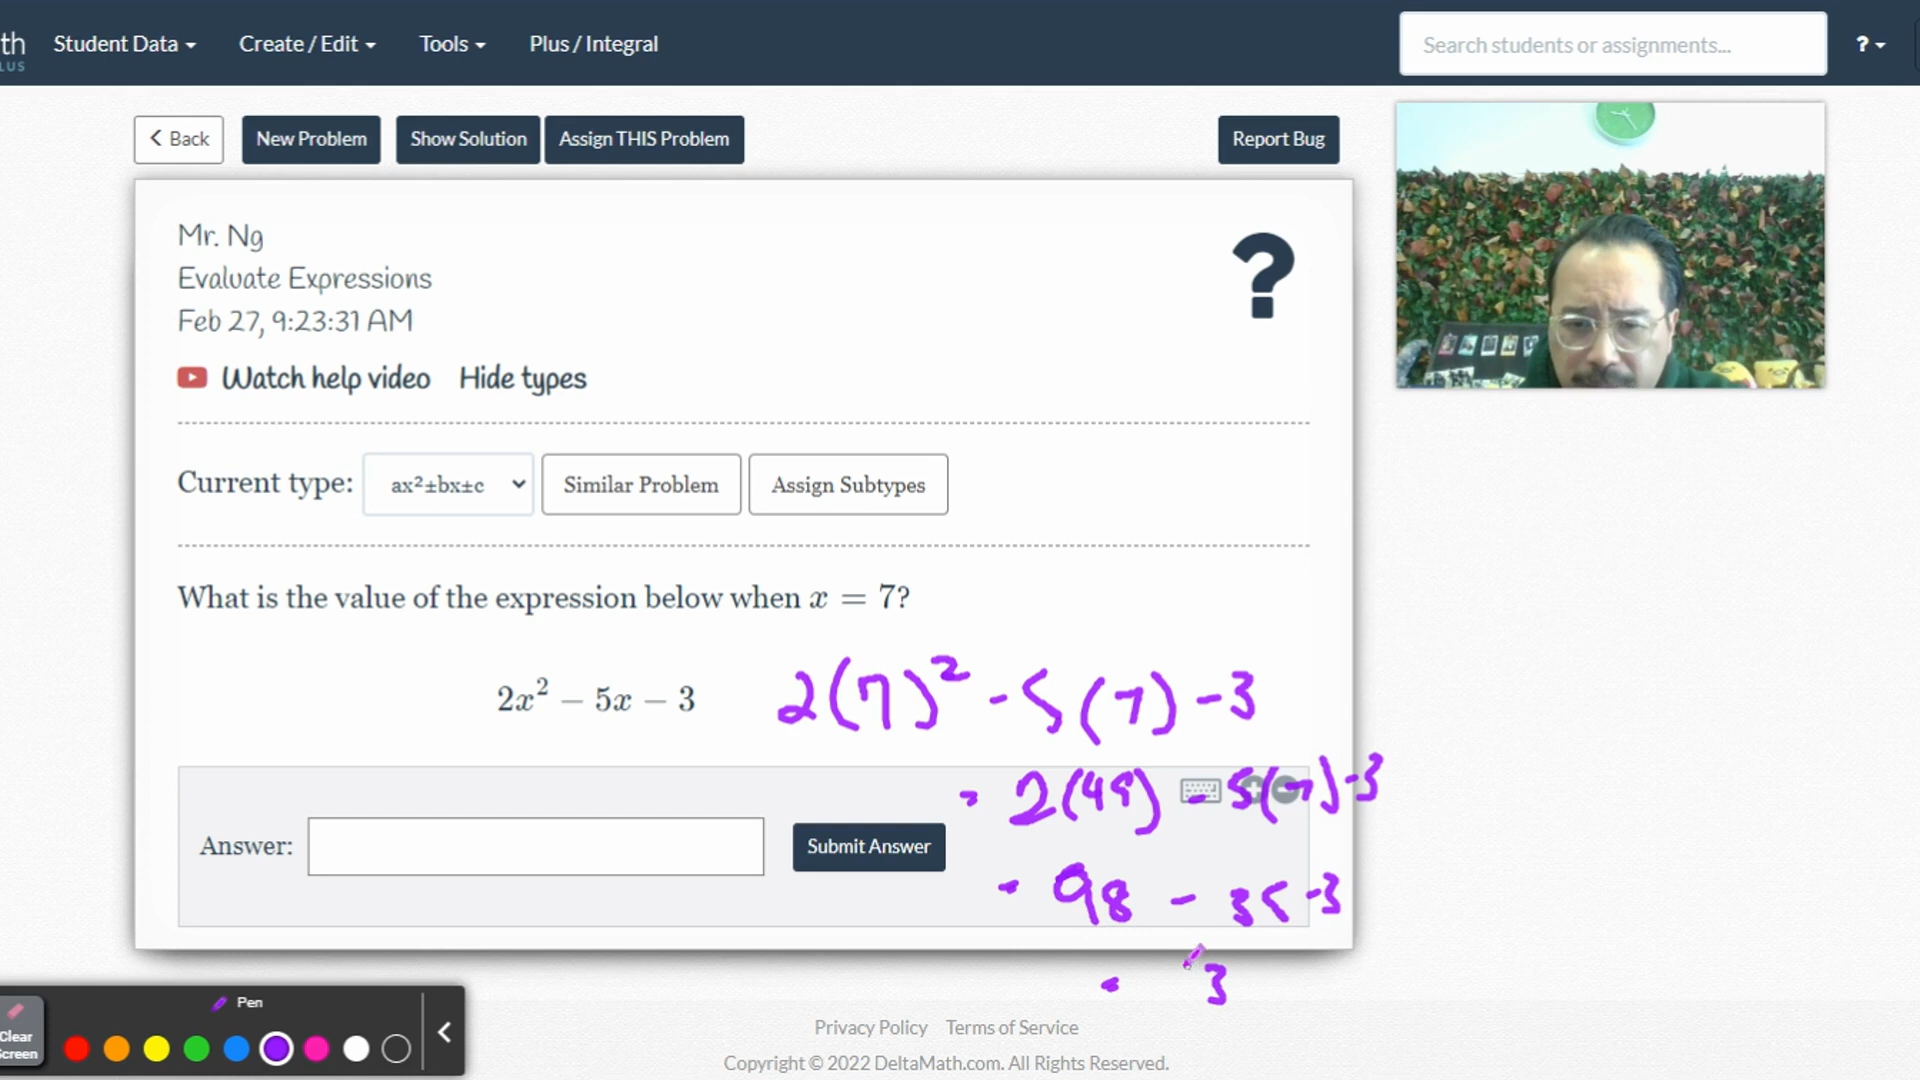 th Student Data Create / Edit Tools Plus / Integral Search students or assignments... ?
LUS
Back New Problem Show Solution Assign THIS Problem Report Bug
Mr. Ng
Evaluate Expressions
Feb 27, 9:23:31 AM
?
Watch help video Hide types
Current type: ax²±bx±c Similar Problem Assign Subtypes
What is the value of the expression below when x = 7?
2x² − 5x − 3 2(7)² - 5(7) - 3
= 2(49) - 5(7) - 3
Answer: Submit Answer
= 98 - 35 - 3
= 3
Pen
Clear
Screen
Privacy Policy Terms of Service
Copyright © 2022 DeltaMath.com. All Rights Reserved.